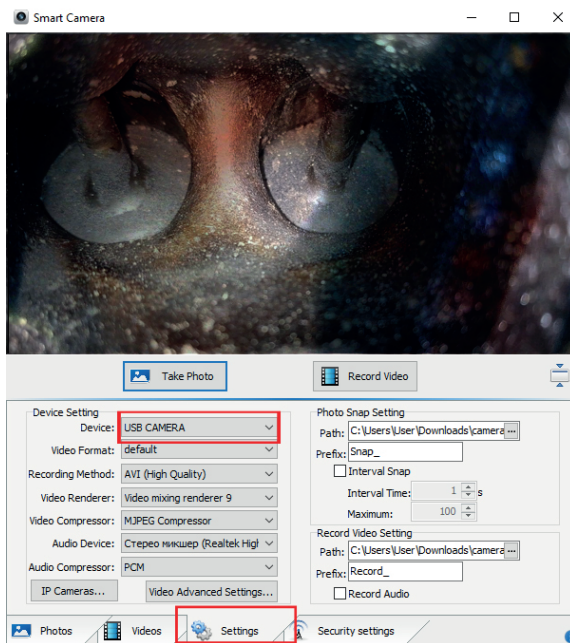 Smart Camera
Take Photo
Record Video
Device Setting
Device: USB CAMERA
Video Format: default
Recording Method: AVI (High Quality)
Video Renderer: Video mixing renderer 9
Video Compressor: MJPEG Compressor
Audio Device: Стерео микшер (Realtek High
Audio Compressor: PCM
IP Cameras...
Video Advanced Settings...
Photo Snap Setting
Path: C:\Users\User\Downloads\camera ...
Prefix: Snap_
Interval Snap
Interval Time: 1 s
Maximum: 100
Record Video Setting
Path: C:\Users\User\Downloads\camera ...
Prefix: Record_
Record Audio
Photos
Videos
Settings
Security settings